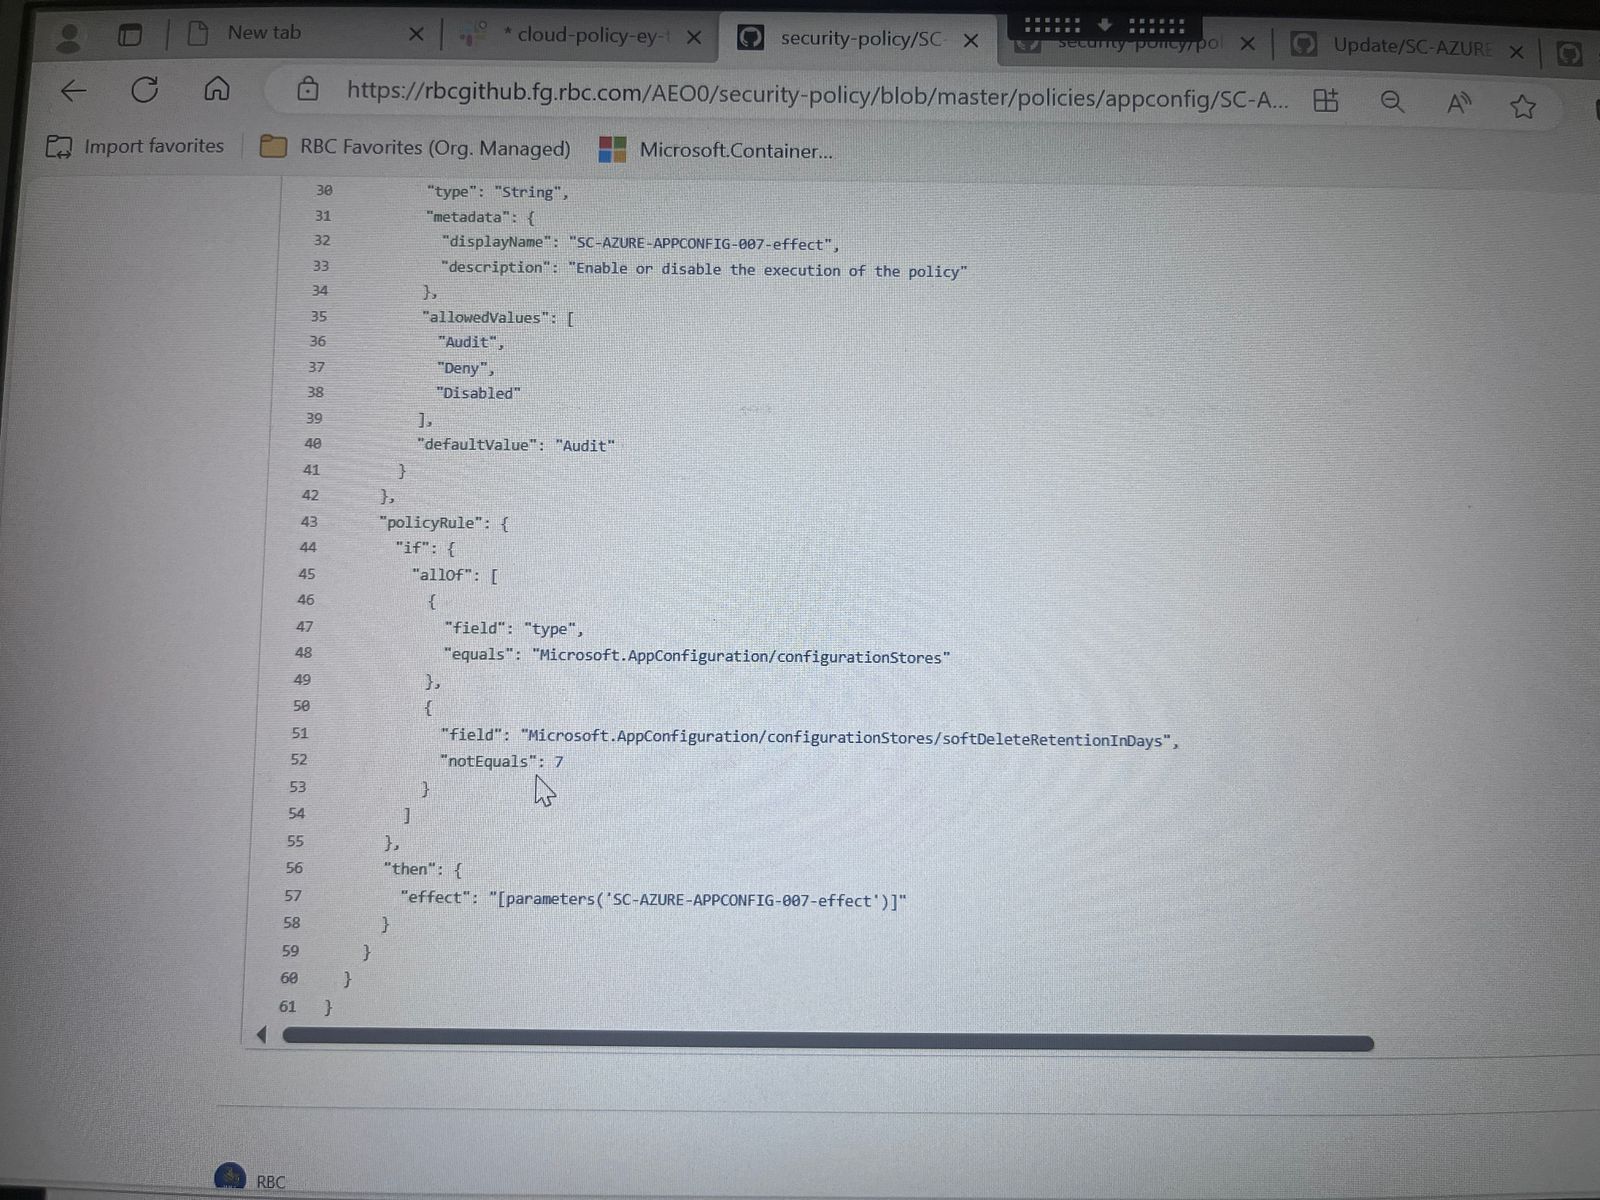 New tab
* cloud-policy-ey-
security-policy/SC-
security-policy/pol
Update/SC-AZURE
https://rbcgithub.fg.rbc.com/AEO0/security-policy/blob/master/policies/appconfig/SC-A...
Import favorites
RBC Favorites (Org. Managed)
Microsoft.Container...
30 "type": "String",
31 "metadata": {
32 "displayName": "SC-AZURE-APPCONFIG-007-effect",
33 "description": "Enable or disable the execution of the policy"
34 },
35 "allowedValues": [
36 "Audit",
37 "Deny",
38 "Disabled"
39 ],
40 "defaultValue": "Audit"
41 }
42 },
43 "policyRule": {
44 "if": {
45 "allOf": [
46 {
47 "field": "type",
48 "equals": "Microsoft.AppConfiguration/configurationStores"
49 },
50 {
51 "field": "Microsoft.AppConfiguration/configurationStores/softDeleteRetentionInDays",
52 "notEquals": 7
53 }
54 ]
55 },
56 "then": {
57 "effect": "[parameters('SC-AZURE-APPCONFIG-007-effect')]"
58 }
59 }
60 }
61 }
RBC